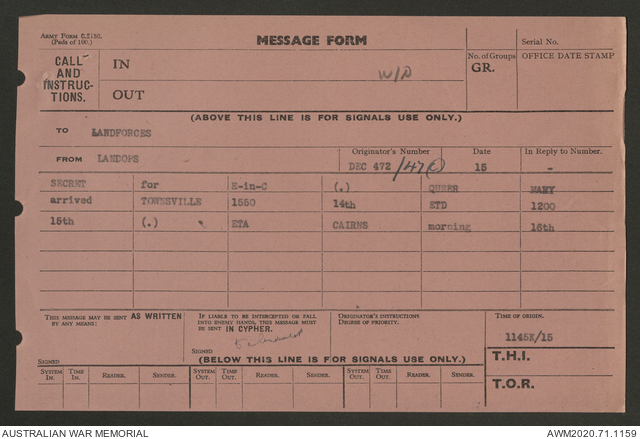 ARMY FORM C.2136.
(Pads of 100.)
MESSAGE FORM
Serial No.
CALL AND INSTRUCTIONS.
IN
W/D
No. of Groups
GR.
OFFICE DATE STAMP
OUT
(ABOVE THIS LINE IS FOR SIGNALS USE ONLY.)
TO LANDFORCES
FROM LANDOPS
Originator's Number
DEC 472
Date
15
In Reply to Number.
-
SECRET for E-in-C (.) QUEER MARY
arrived TOWNSVILLE 1550 14th ETD 1200
15th (.) ETA CAIRNS morning 16th
THIS MESSAGE MAY BE SENT AS WRITTEN
BY ANY MEANS:
IF LIABLE TO BE INTERCEPTED OR FALL
INTO ENEMY HANDS, THIS MESSAGE MUST
BE SENT IN CYPHER.
ORIGINATOR'S INSTRUCTIONS
DEGREE OF PRIORITY.
TIME OF ORIGIN.
1145K/15
SIGNED
SIGNED
(BELOW THIS LINE IS FOR SIGNALS USE ONLY.)
T.H.I.
SYSTEM IN. TIME IN. READER. SENDER. SYSTEM OUT. TIME OUT. READER. SENDER. SYSTEM OUT. TIME OUT. READER. SENDER.
T.O.R.
AUSTRALIAN WAR MEMORIAL
AWM2020.71.1159